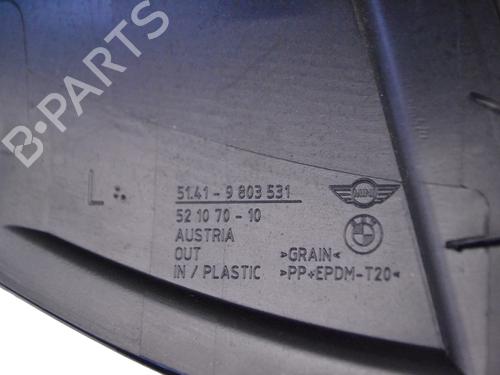 B-PARTS
L
51.41 - 9 803 531
MINI
52 10 70 - 10
AUSTRIA
OUT >GRAIN<
IN / PLASTIC >PP+EPDM-T20<